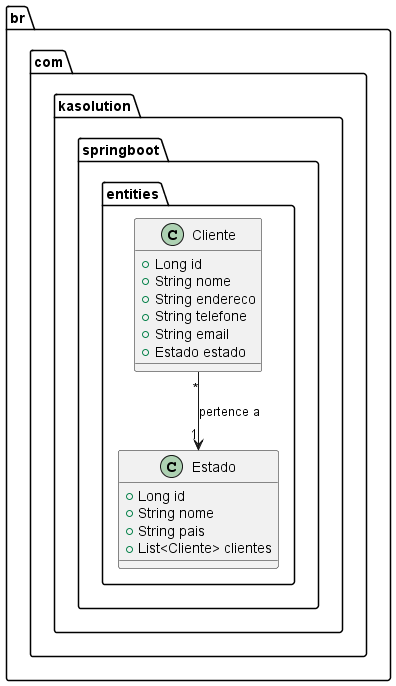 br
com
kasolution
springboot
entities
C Cliente
Long id
String nome
String endereco
String telefone
String email
Estado estado
*
pertence a
1
C Estado
Long id
String nome
String pais
List<Cliente> clientes